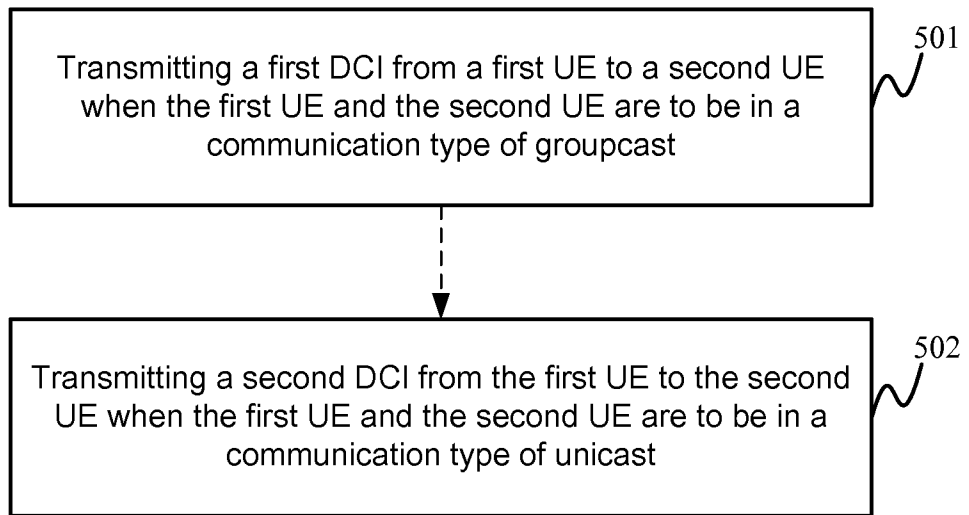 Transmitting a first DCI from a first UE to a second UE
when the first UE and the second UE are to be in a
communication type of groupcast
501
Transmitting a second DCI from the first UE to the second
UE when the first UE and the second UE are to be in a
communication type of unicast
502